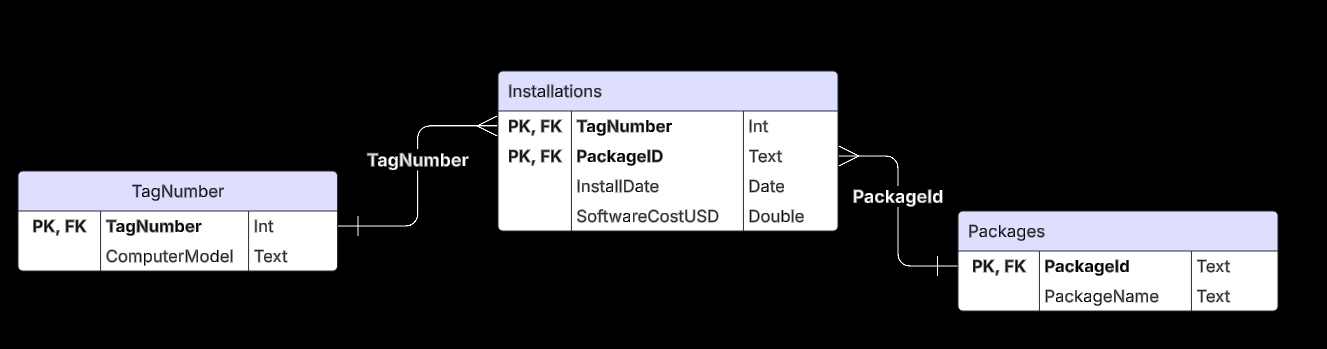 Installations
PK, FK TagNumber Int
PK, FK PackageID Text
InstallDate Date
SoftwareCostUSD Double
TagNumber
TagNumber
PK, FK TagNumber Int
ComputerModel Text
PackageId
Packages
PK, FK PackageId Text
PackageName Text